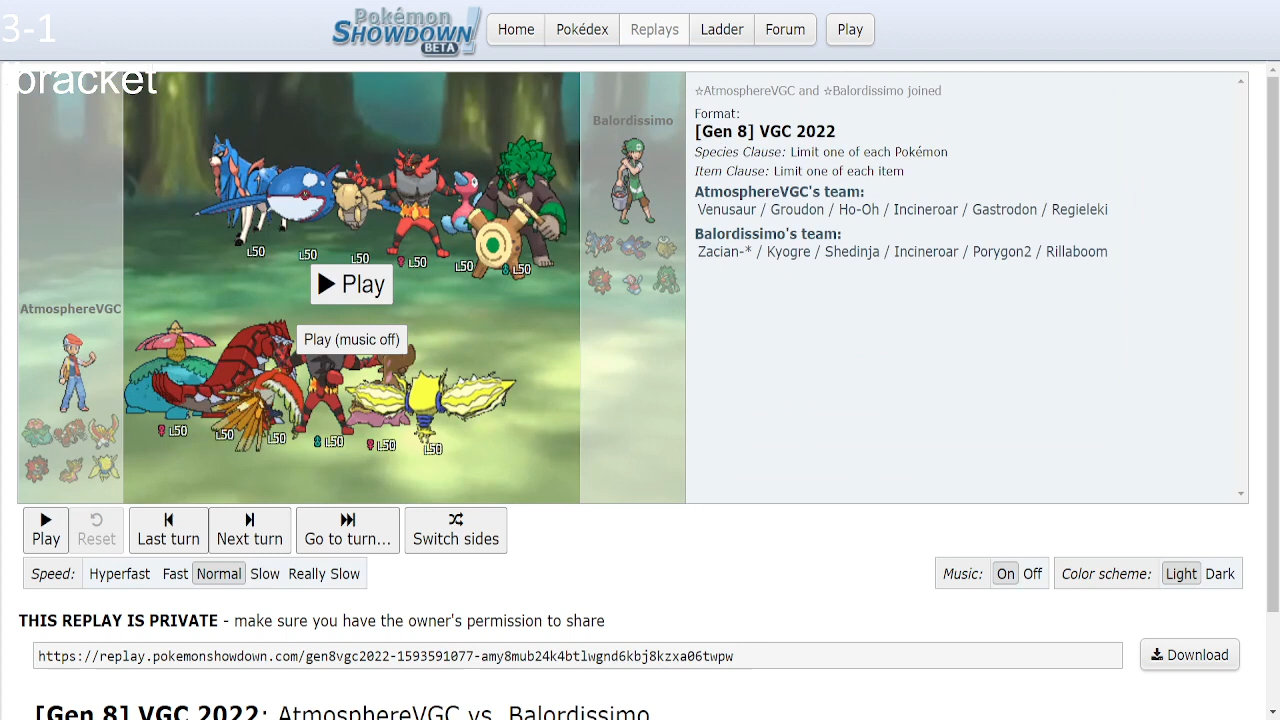 3-1
bracket
Pokémon
SHOWDOWN!
BETA
Home Pokédex Replays Ladder Forum Play
Balordissimo
AtmosphereVGC
L50 L50 L50 L50 L50 L50
Play
Play (music off)
L50 L50 L50 L50 L50 L50
☆AtmosphereVGC and ☆Balordissimo joined
Format:
[Gen 8] VGC 2022
Species Clause: Limit one of each Pokémon
Item Clause: Limit one of each item
AtmosphereVGC's team:
Venusaur / Groudon / Ho-Oh / Incineroar / Gastrodon / Regieleki
Balordissimo's team:
Zacian-* / Kyogre / Shedinja / Incineroar / Porygon2 / Rillaboom
Play Reset Last turn Next turn Go to turn... Switch sides
Speed: Hyperfast Fast Normal Slow Really Slow Music: On Off Color scheme: Light Dark
THIS REPLAY IS PRIVATE - make sure you have the owner's permission to share
https://replay.pokemonshowdown.com/gen8vgc2022-1593591077-amy8mub24k4btlwgnd6kbj8kzxa06twpw
Download
[Gen 8] VGC 2022: AtmosphereVGC vs. Balordissimo